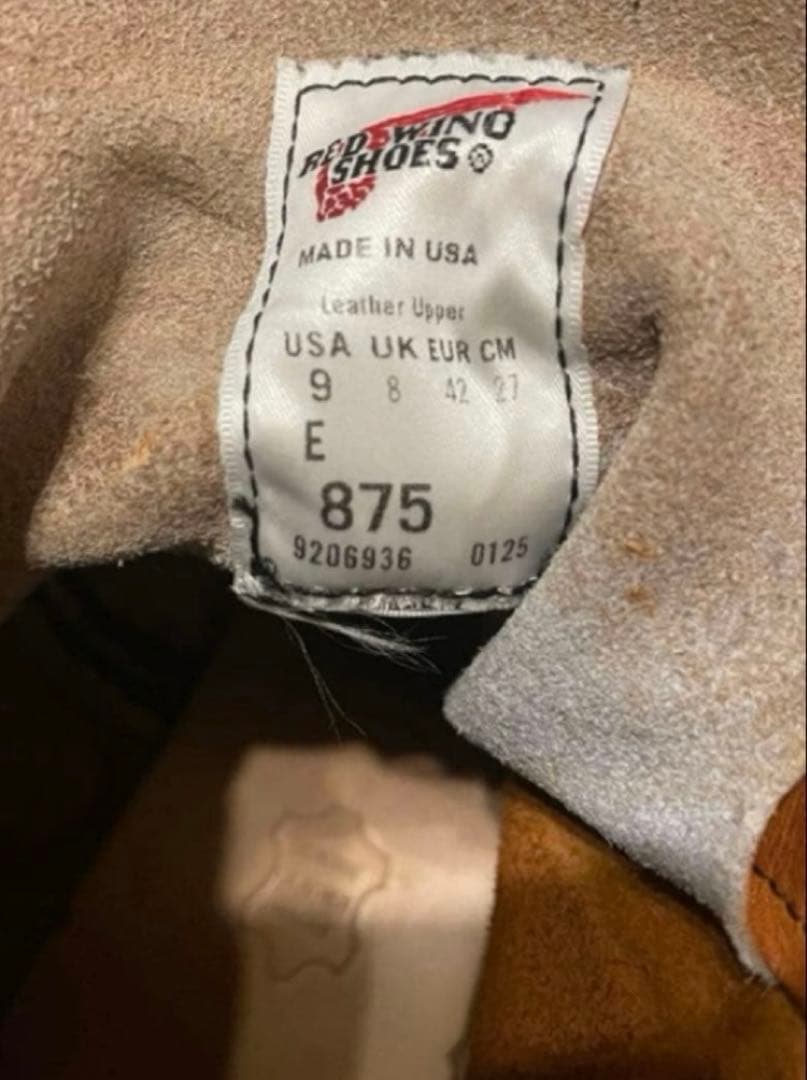 RED WING
SHOES ®
MADE IN USA
Leather Upper
USA UK EUR CM
9 8 42 27
E
875
9206936 0125